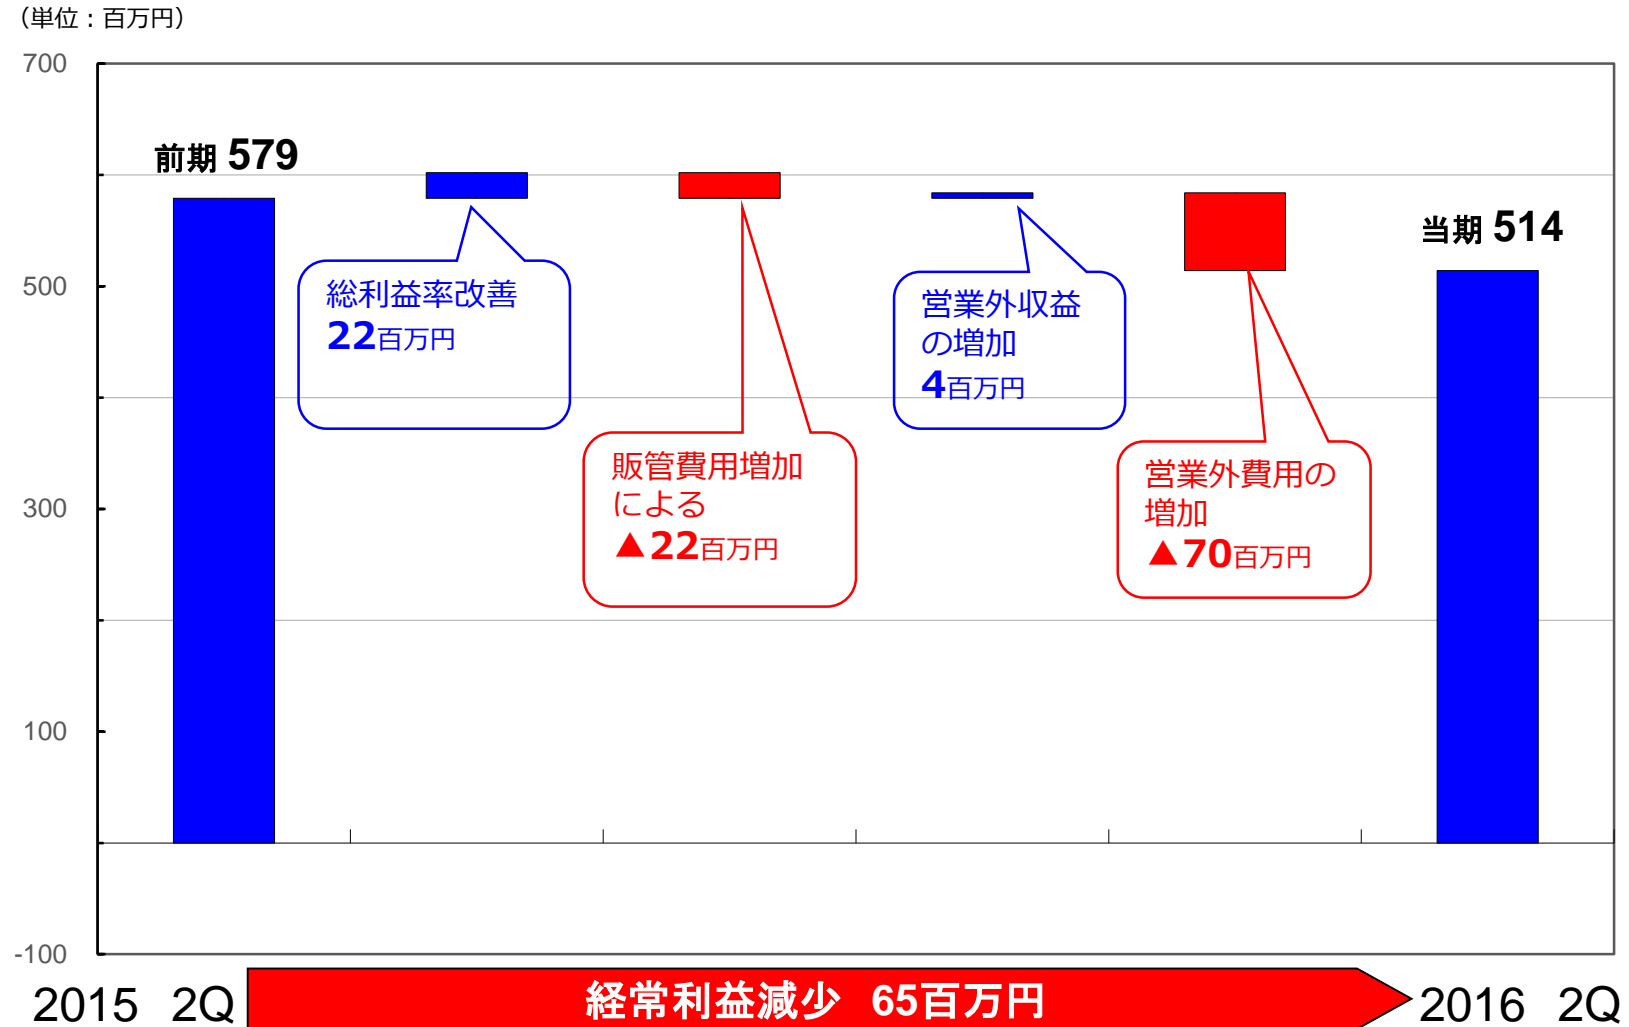 （単位：百万円）
700
500
300
100
-100
前期 579
総利益率改善
22百万円
販管費用増加
による
▲22百万円
営業外収益
の増加
4百万円
営業外費用の
増加
▲70百万円
当期 514
2015 2Q
経常利益減少 65百万円
2016 2Q